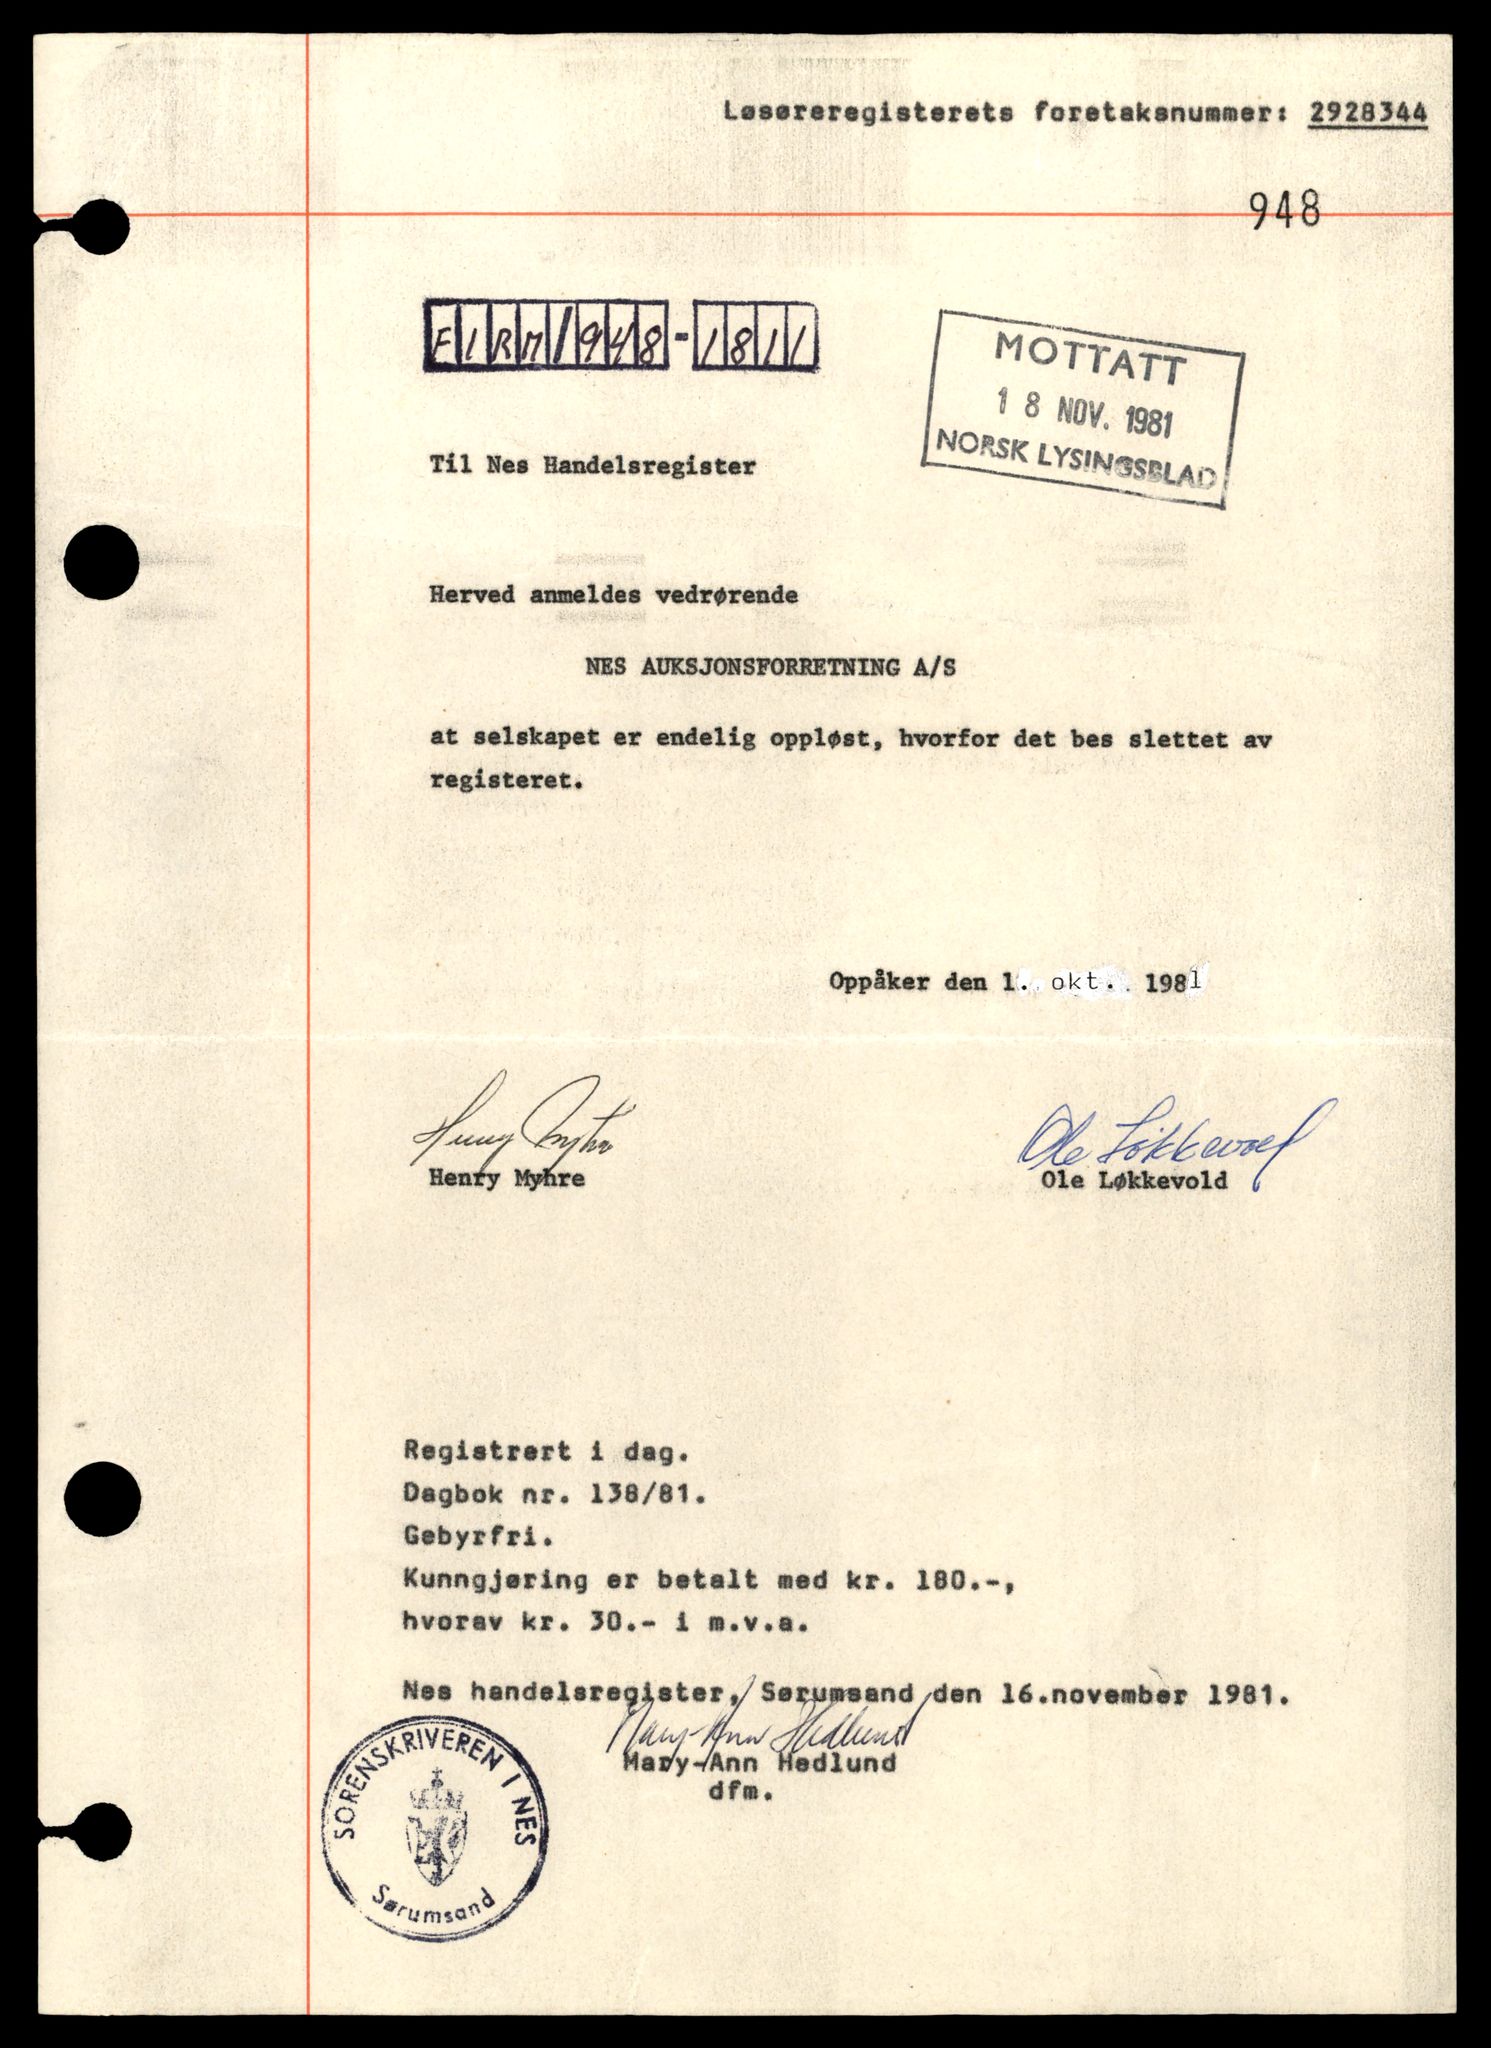 Løsøreregisterets foretaksnummer: 2928344
948
FIRM/948-1811
MOTTATT
18 NOV. 1981
NORSK LYSINGSBLAD
Til Nes Handelsregister
Herved anmeldes vedrørende
NES AUKSJONSFORRETNING A/S
at selskapet er endelig oppløst, hvorfor det bes slettet av
registeret.
Oppåker den 1. okt. 1981
Henry Myhre
Ole Løkkevold
Henry Myhre
Ole Løkkevold
Registrert i dag.
Dagbok nr. 138/81.
Gebyrfri.
Kunngjøring er betalt med kr. 180.-,
hvorav kr. 30.- i m.v.a.
Nes handelsregister, Sørumsand den 16.november 1981.
Mary-Ann Hedlund
Mary-Ann Hedlund
dfm.
SORENSKRIVEREN I NES
Sørumsand